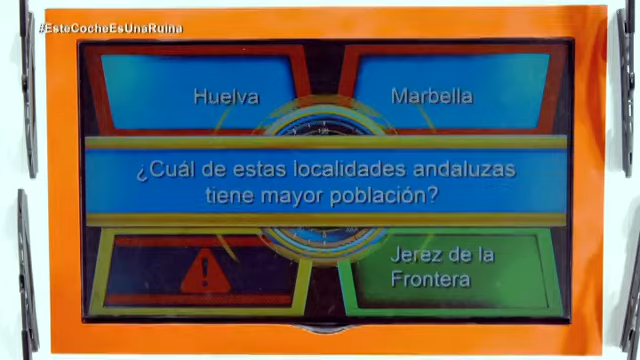 #EsteCocheEsUnaRuina
Huelva
Marbella
¿Cuál de estas localidades andaluzas
tiene mayor población?
Jerez de la
Frontera